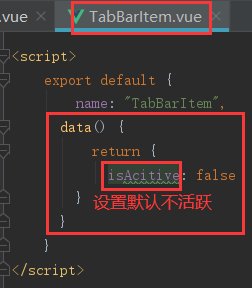 .vue TabBarItem.vue
<script>
export default {
name: "TabBarItem",
data() {
return {
isAcitive: false
}
设置默认不活跃
}
}
</script>